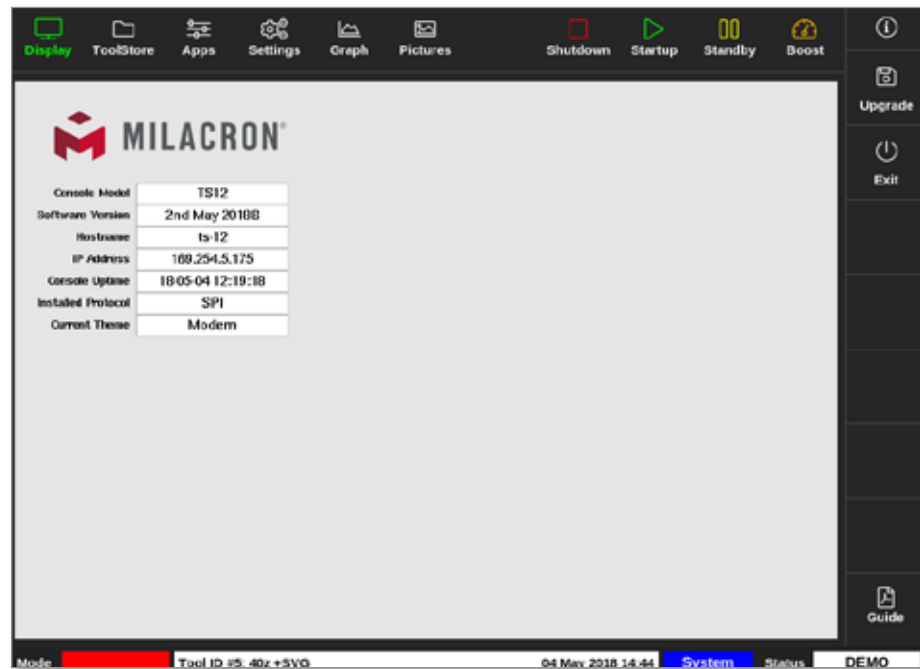 Display ToolStore Apps Settings Graph Pictures Shutdown Startup Standby Boost
Upgrade
Exit
MILACRON®
Console Model TS12
Software Version 2nd May 2018B
Hostname ts-12
IP Address 169.254.5.175
Console Uptime 18-05-04 12:19:18
Installed Protocol SPI
Current Theme Modern
Guide
Mode Tool ID #5: 40z +SVG 04 May 2018 14:44 System Status DEMO